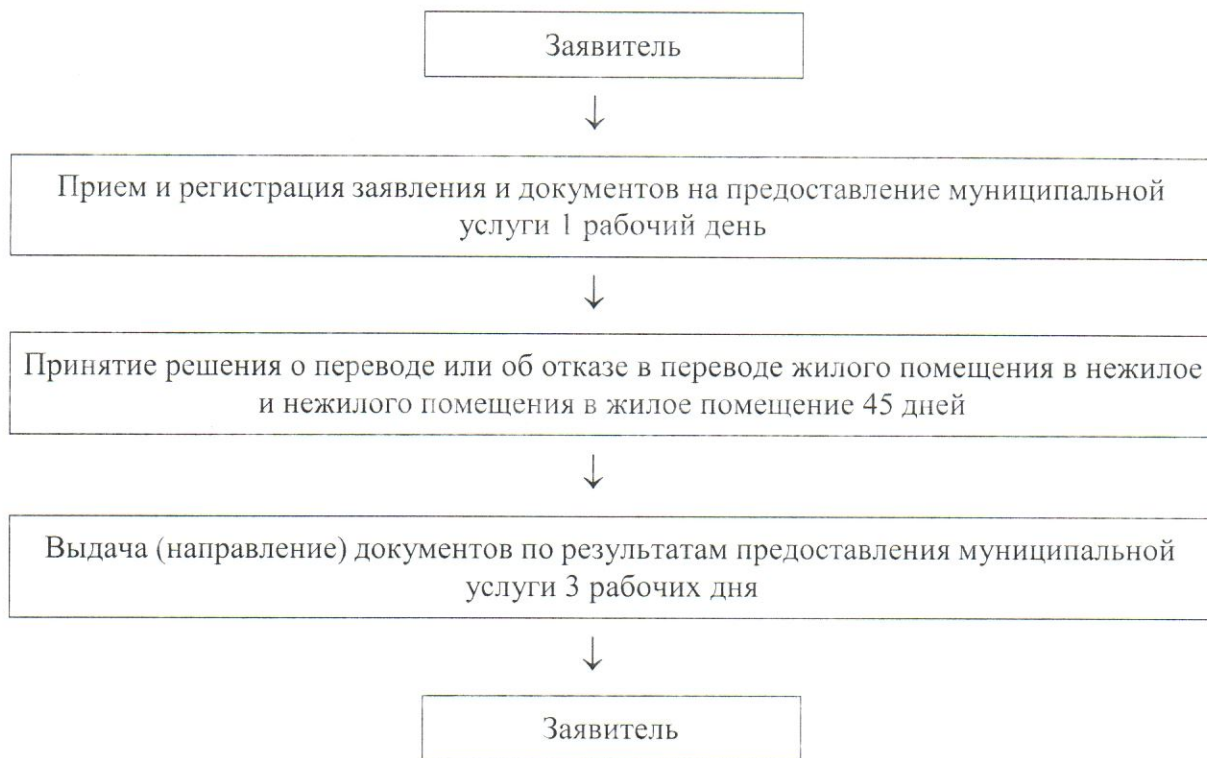 Заявитель
↓
Прием и регистрация заявления и документов на предоставление муниципальной
услуги 1 рабочий день
↓
Принятие решения о переводе или об отказе в переводе жилого помещения в нежилое
и нежилого помещения в жилое помещение 45 дней
↓
Выдача (направление) документов по результатам предоставления муниципальной
услуги 3 рабочих дня
↓
Заявитель